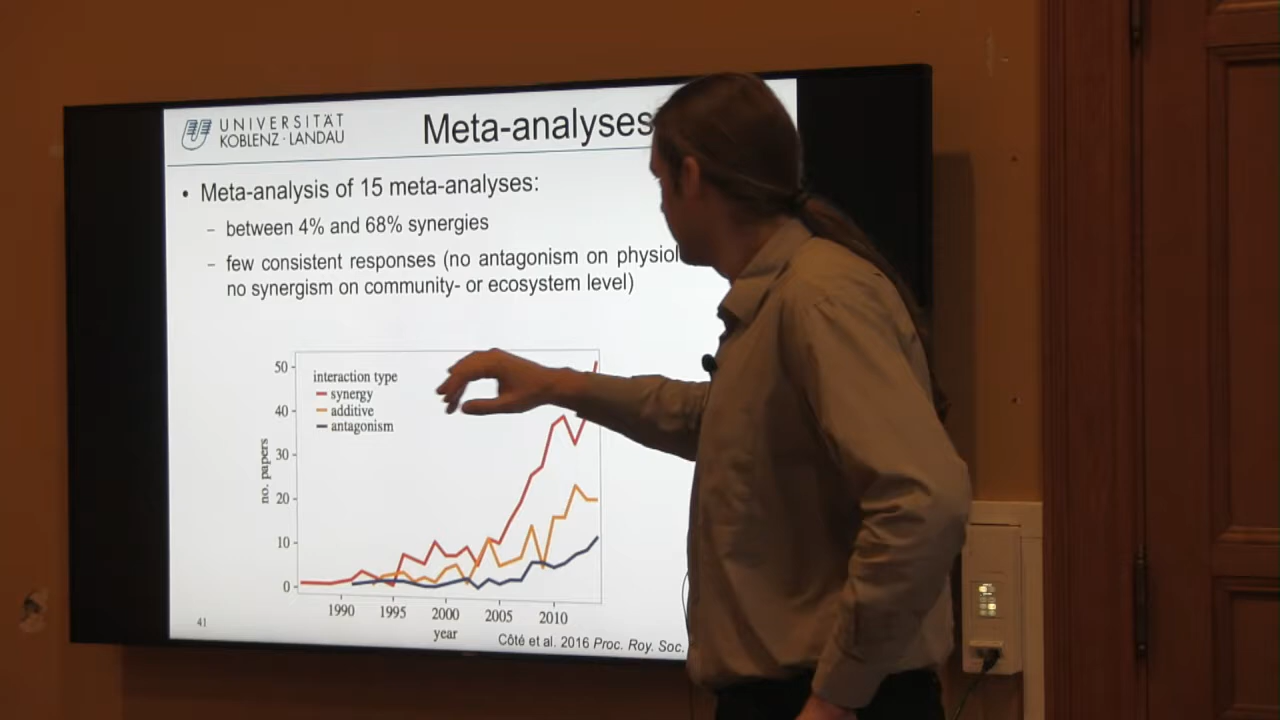 UNIVERSITÄT
KOBLENZ · LANDAU
Meta-analyses
• Meta-analysis of 15 meta-analyses:
– between 4% and 68% synergies
– few consistent responses (no antagonism on
no synergism on community- or ecosystem level)
50
40
30
20
10
0
no. papers
interaction type
synergy
additive
antagonism
1990 1995 2000 2005 2010
year
41
Côté et al. 2016 Proc. Roy. Soc.